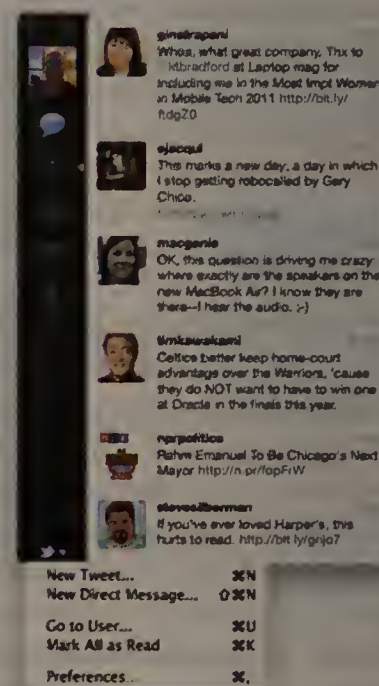 ginatrapani
Whoa, what great company. Thx to
ktbradford at Laptop mag for
including me in the Most Impt Women
in Mobile Tech 2011 http://bit.ly/
ejacqui
This marks a new day, a day in which
I stop getting robocalled by Gery
Chico.
macgenie
OK, this question is driving me crazy:
where exactly are the speakers on the
new MacBook Air? I know they are
there--I hear the audio. ;-)
timkawakami
Celtics better keep home-court
advantage over the Warriors, 'cause
they do NOT want to have to win one
at Oracle in the finals this year.
nprpolitics
Rahm Emanuel To Be Chicago's Next
Mayor http://n.pr/fopFrW
stevesilberman
If you've ever loved Harper's, this
hurts to read. http://bit.ly/gnjo7
New Tweet... ⌘N
New Direct Message... ⇧⌘N
Go to User... ⌘U
Mark All as Read ⌘K
Preferences... ⌘,